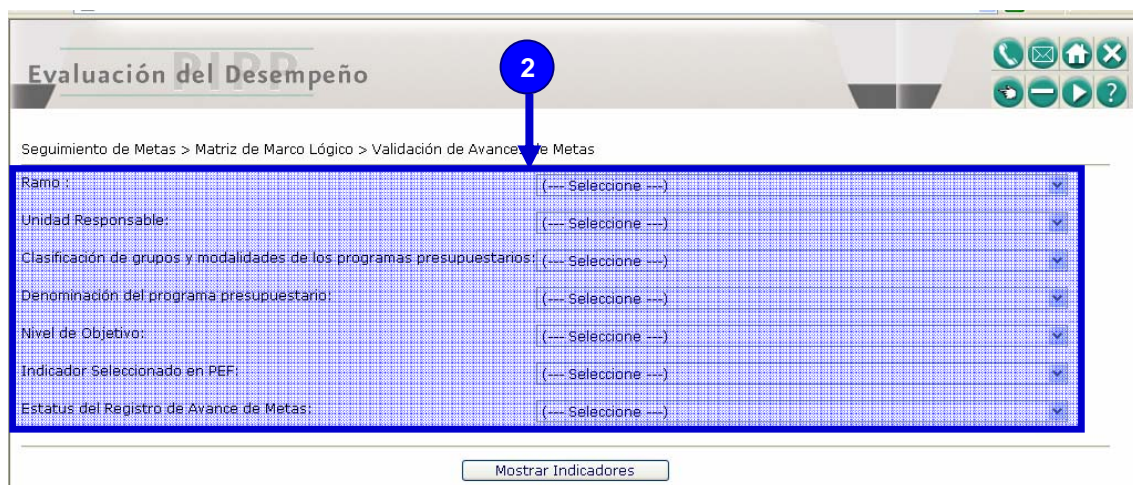 PIPP
Evaluación del Desempeño
2
?
Seguimiento de Metas > Matriz de Marco Lógico > Validación de Avances de Metas
Ramo : (--- Seleccione ---)
Unidad Responsable: (--- Seleccione ---)
Clasificación de grupos y modalidades de los programas presupuestarios: (--- Seleccione ---)
Denominación del programa presupuestario: (--- Seleccione ---)
Nivel de Objetivo: (--- Seleccione ---)
Indicador Seleccionado en PEF: (--- Seleccione ---)
Estatus del Registro de Avance de Metas: (--- Seleccione ---)
Mostrar Indicadores